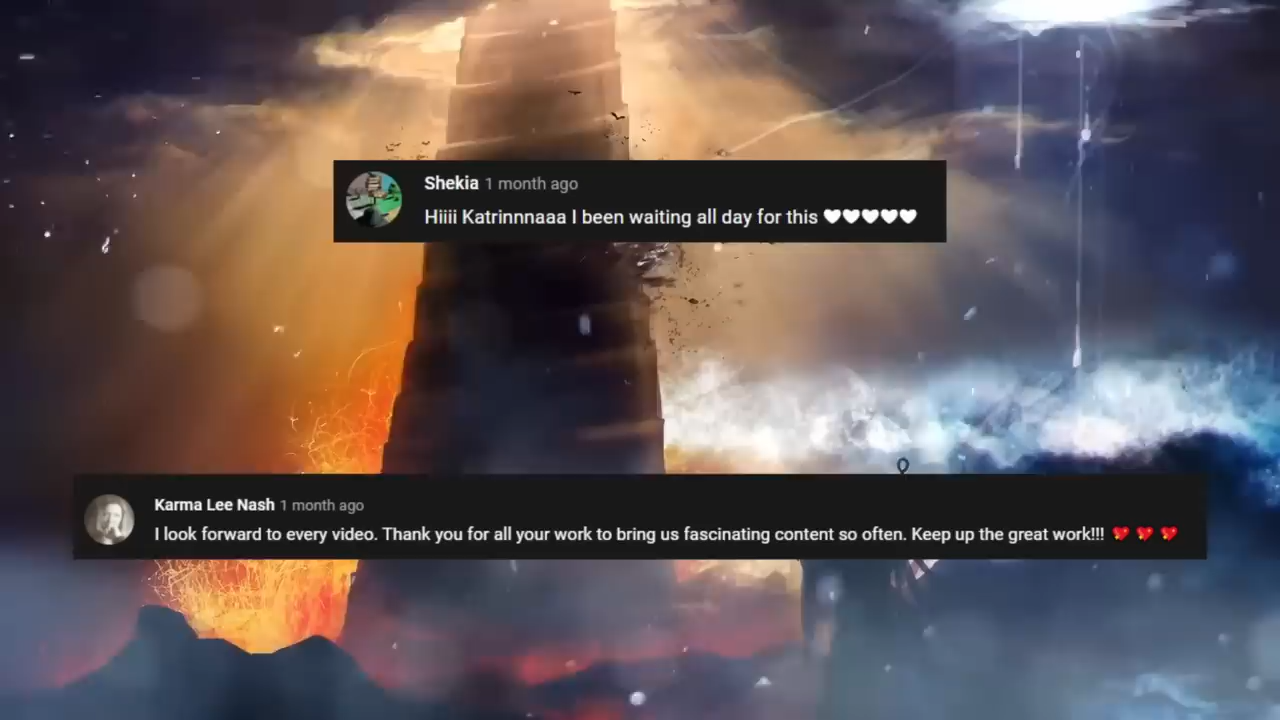 Shekia 1 month ago
Hiiii Katrinnnaaa I been waiting all day for this 🤍🤍🤍🤍🤍
Karma Lee Nash 1 month ago
I look forward to every video. Thank you for all your work to bring us fascinating content so often. Keep up the great work!!! 💖 💖 💖